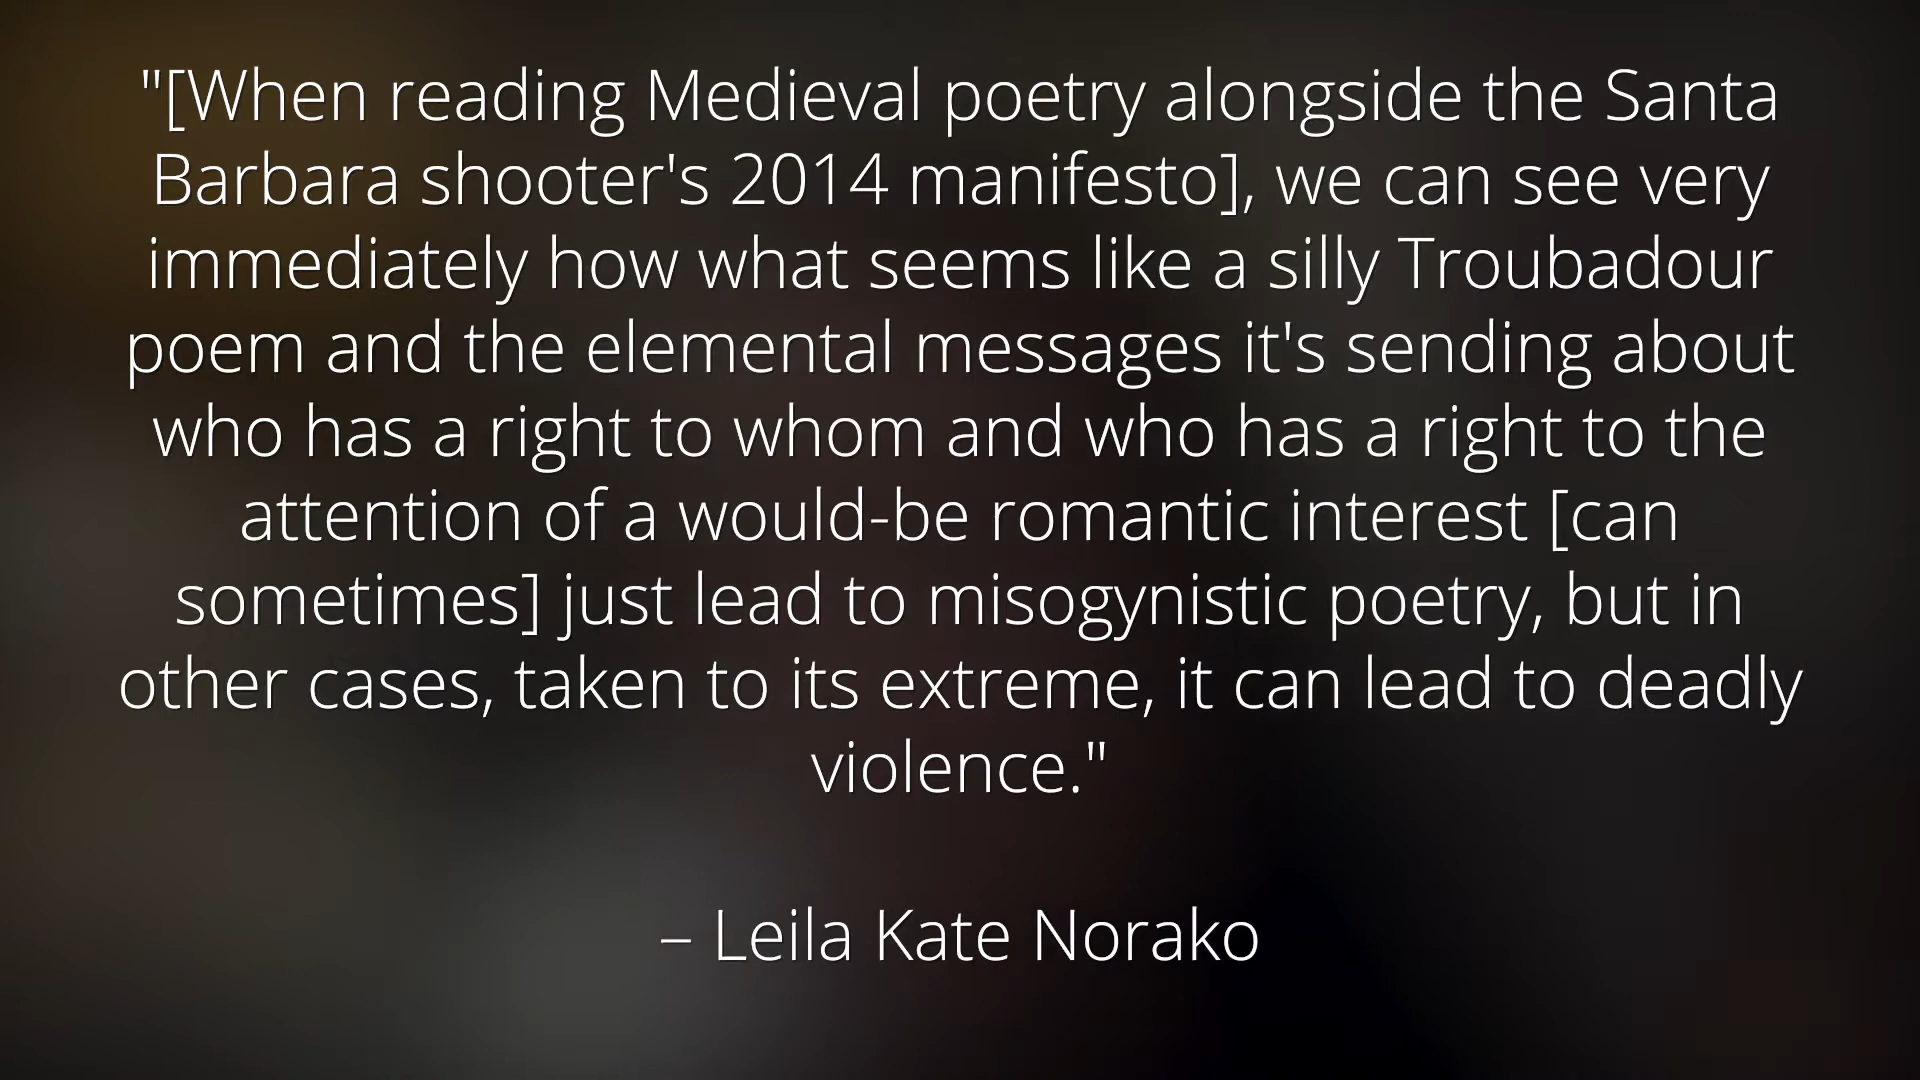 "[When reading Medieval poetry alongside the Santa
Barbara shooter's 2014 manifesto], we can see very
immediately how what seems like a silly Troubadour
poem and the elemental messages it's sending about
who has a right to whom and who has a right to the
attention of a would-be romantic interest [can
sometimes] just lead to misogynistic poetry, but in
other cases, taken to its extreme, it can lead to deadly
violence."
– Leila Kate Norako